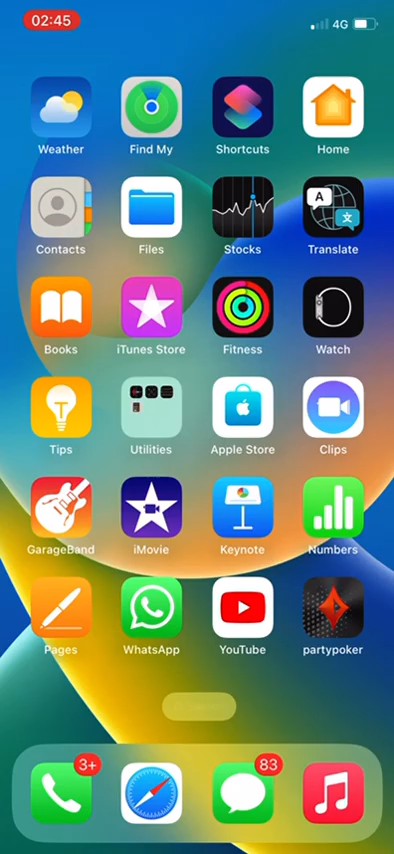 02:45 4G
Weather Find My Shortcuts Home
A 文
Contacts Files Stocks Translate
Books iTunes Store Fitness Watch
Tips Utilities Apple Store Clips
GarageBand iMovie Keynote Numbers
Pages WhatsApp YouTube partypoker
3+ 83